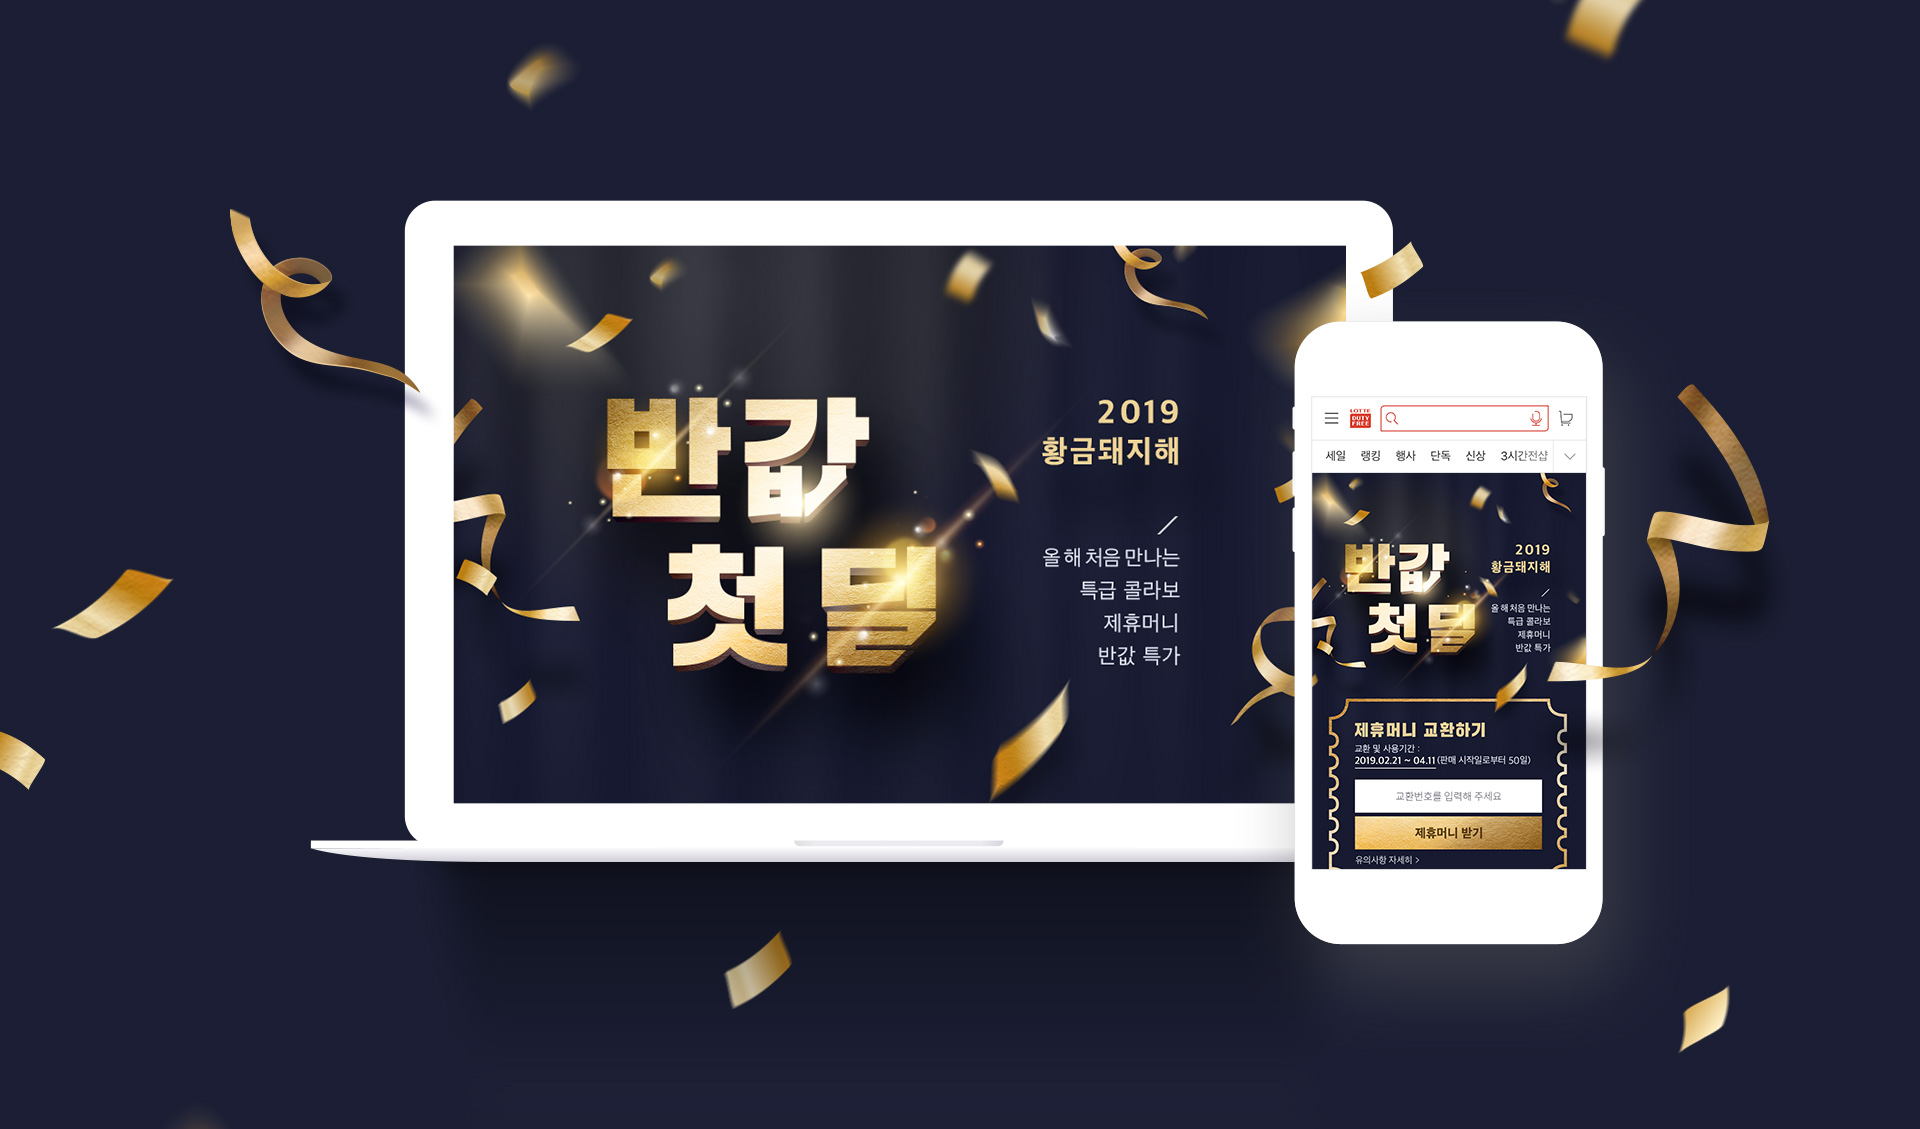 반값
첫딜
2019
황금돼지해
올해 처음 만나는
특급 콜라보
제휴머니
반값 특가
LOTTE
DUTY
FREE
세일 랭킹 행사 단독 신상 3시간전샵
반값
첫딜
2019
황금돼지해
올해 처음 만나는
특급 콜라보
제휴머니
반값 특가
제휴머니 교환하기
교환 및 사용기간 :
2019.02.21 ~ 04.11 (판매 시작일로부터 50일)
교환번호를 입력해 주세요
제휴머니 받기
유의사항 자세히 >